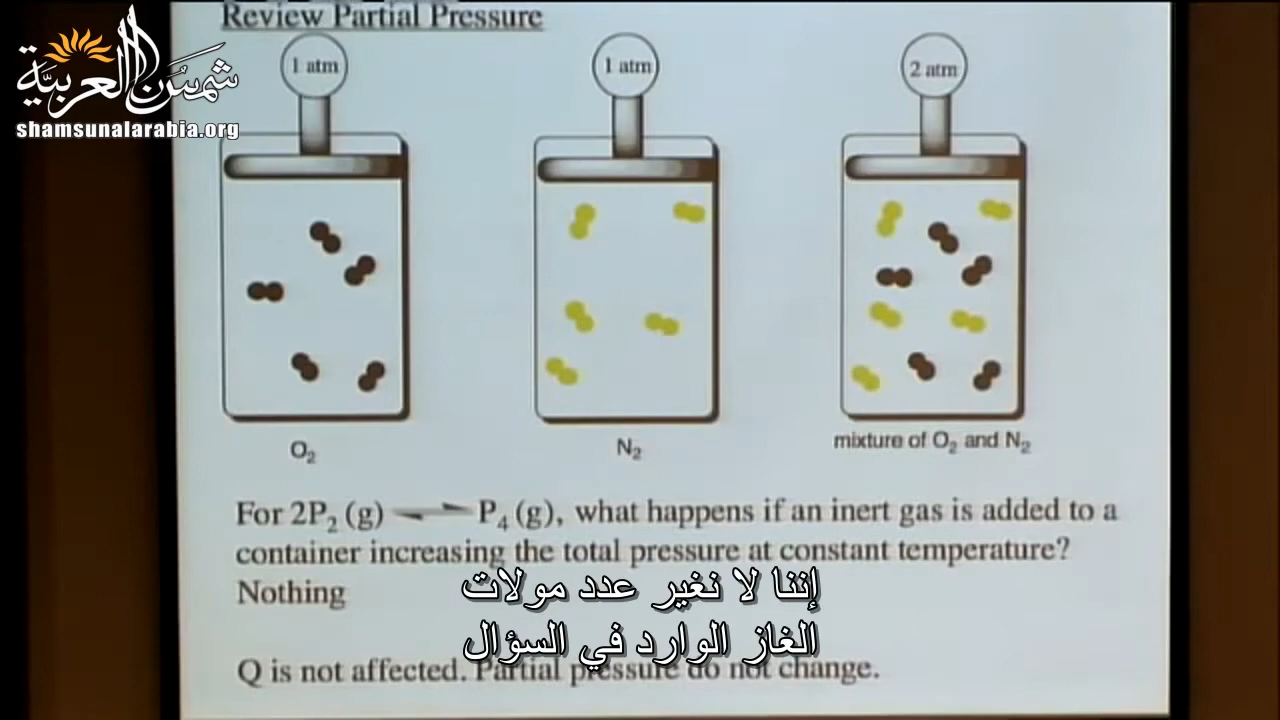 Review Partial Pressure
شمس العربية
shamsunalarabia.org
1 atm
1 atm
2 atm
O₂
N₂
mixture of O₂ and N₂
For 2P₂ (g) ⇌ P₄ (g), what happens if an inert gas is added to a
container increasing the total pressure at constant temperature?
Nothing
إننا لا نغير عدد مولات
الغاز الوارد في السؤال
Q is not affected. Partial pressure do not change.